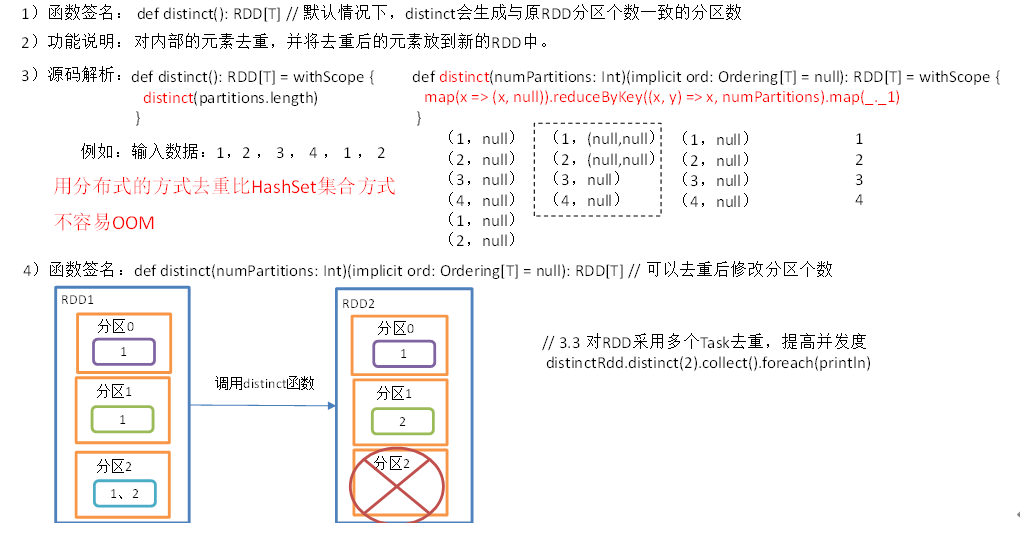 1）函数签名： def distinct(): RDD[T] // 默认情况下，distinct会生成与原RDD分区个数一致的分区数
2）功能说明：对内部的元素去重，并将去重后的元素放到新的RDD中。
3）源码解析：def distinct(): RDD[T] = withScope {
distinct(partitions.length)
}
def distinct(numPartitions: Int)(implicit ord: Ordering[T] = null): RDD[T] = withScope {
map(x => (x, null)).reduceByKey((x, y) => x, numPartitions).map(_._1)
}
例如：输入数据：1，2 ，3 ，4 ，1 ，2
用分布式的方式去重比HashSet集合方式
不容易OOM
（1，null） （1，(null,null) （1，null） 1
（2，null） （2，(null,null) （2，null） 2
（3，null） （3，null） （3，null） 3
（4，null） （4，null） （4，null） 4
（1，null）
（2，null）
4）函数签名：def distinct(numPartitions: Int)(implicit ord: Ordering[T] = null): RDD[T] // 可以去重后修改分区个数
RDD1
分区0
1
分区1
1
分区2
1、2
调用distinct函数
RDD2
分区0
1
分区1
2
分区2
// 3.3 对RDD采用多个Task去重，提高并发度
distinctRdd.distinct(2).collect().foreach(println)